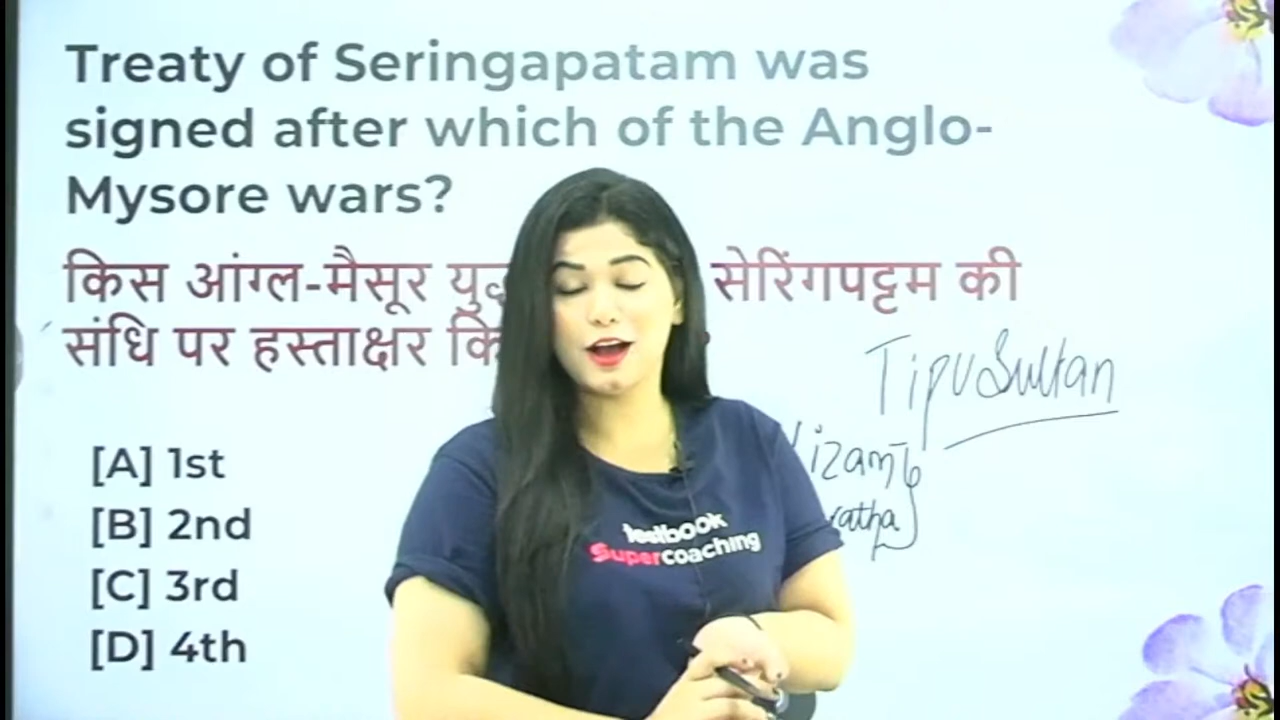 Treaty of Seringapatam was
signed after which of the Anglo-
Mysore wars?
किस आंग्ल-मैसूर सेरिंगपट्टम की
संधि पर हस्ताक्षर
Tipu Sultan
[A] 1st
[B] 2nd
[C] 3rd
[D] 4th
testbook
Supercoaching